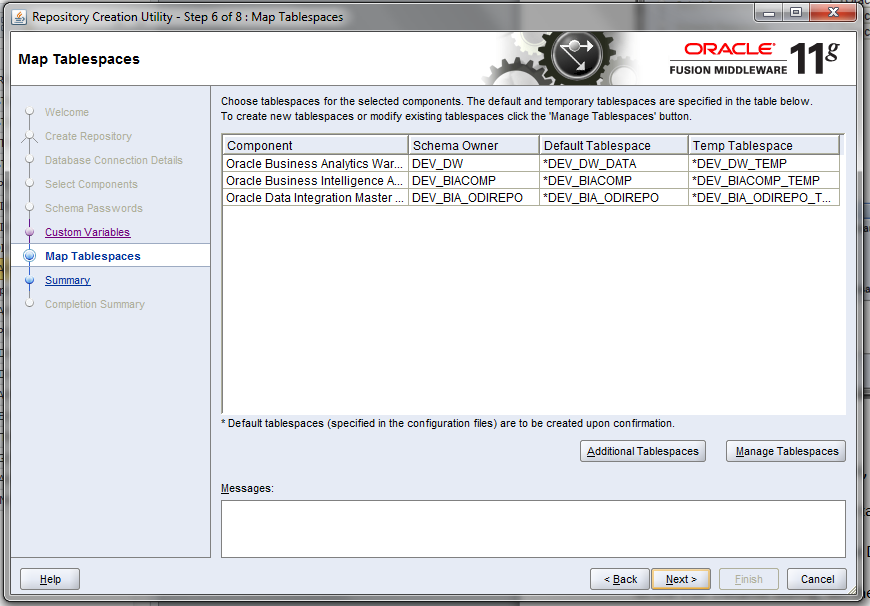 Repository Creation Utility - Step 6 of 8 : Map Tablespaces
Map Tablespaces
ORACLE
FUSION MIDDLEWARE
11g
Welcome
Create Repository
Database Connection Details
Select Components
Schema Passwords
Custom Variables
Map Tablespaces
Summary
Completion Summary
Choose tablespaces for the selected components. The default and temporary tablespaces are specified in the table below.
To create new tablespaces or modify existing tablespaces click the 'Manage Tablespaces' button.
Component Schema Owner Default Tablespace Temp Tablespace
Oracle Business Analytics War... DEV_DW *DEV_DW_DATA *DEV_DW_TEMP
Oracle Business Intelligence A... DEV_BIACOMP *DEV_BIACOMP *DEV_BIACOMP_TEMP
Oracle Data Integration Master ... DEV_BIA_ODIREPO *DEV_BIA_ODIREPO *DEV_BIA_ODIREPO_T...
* Default tablespaces (specified in the configuration files) are to be created upon confirmation.
Additional Tablespaces Manage Tablespaces
Messages:
Help < Back Next > Finish Cancel